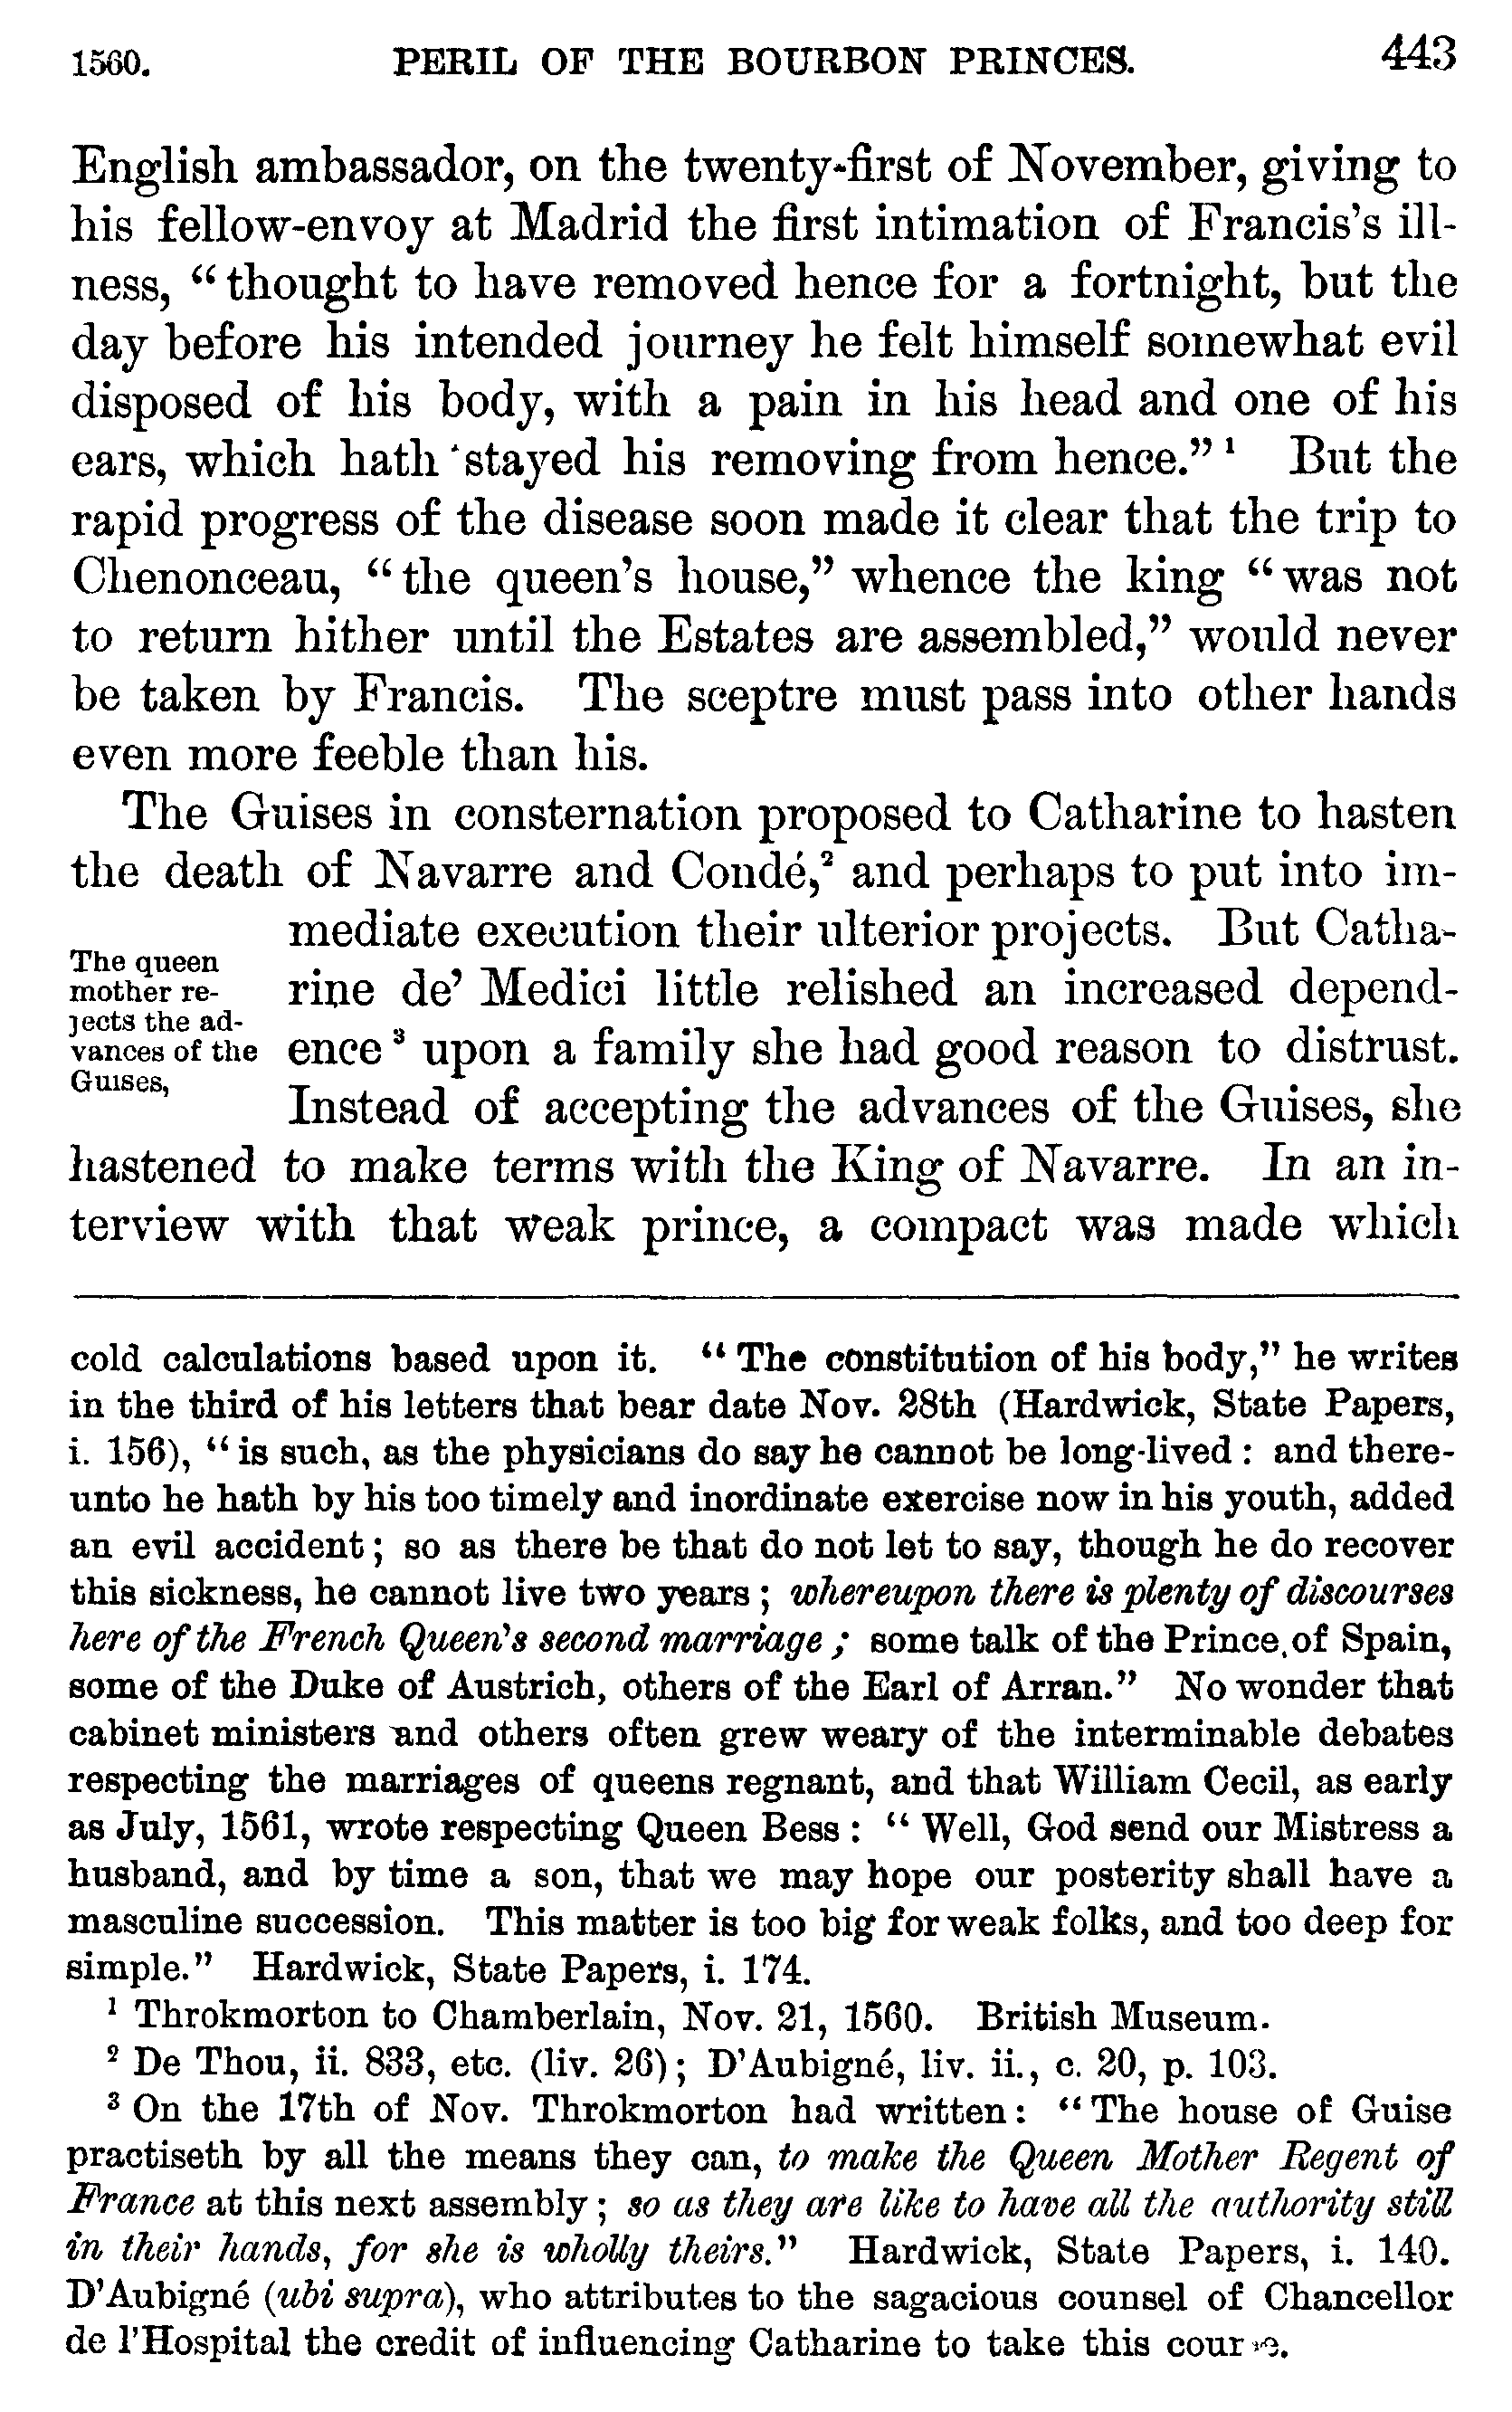 1560. PERIL OF THE BOURBON PRINCES. 443
English ambassador, on the twenty-first of November, giving to
his fellow-envoy at Madrid the first intimation of Francis's ill-
ness, "thought to have removed hence for a fortnight, but the
day before his intended journey he felt himself somewhat evil
disposed of his body, with a pain in his head and one of his
ears, which hath stayed his removing from hence." ¹ But the
rapid progress of the disease soon made it clear that the trip to
Chenonceau, "the queen's house," whence the king "was not
to return hither until the Estates are assembled," would never
be taken by Francis. The sceptre must pass into other hands
even more feeble than his.
The Guises in consternation proposed to Catharine to hasten
the death of Navarre and Condé,² and perhaps to put into im-
mediate execution their ulterior projects. But Catha-
rine de' Medici little relished an increased depend-
ence ³ upon a family she had good reason to distrust.
Instead of accepting the advances of the Guises, she
The queen
mother re-
jects the ad-
vances of the
Guises,
hastened to make terms with the King of Navarre. In an in-
terview with that weak prince, a compact was made which
cold calculations based upon it. "The constitution of his body," he writes
in the third of his letters that bear date Nov. 28th (Hardwick, State Papers,
i. 156), "is such, as the physicians do say he cannot be long-lived: and there-
unto he hath by his too timely and inordinate exercise now in his youth, added
an evil accident; so as there be that do not let to say, though he do recover
this sickness, he cannot live two years; whereupon there is plenty of discourses
here of the French Queen's second marriage; some talk of the Prince of Spain,
some of the Duke of Austrich, others of the Earl of Arran." No wonder that
cabinet ministers and others often grew weary of the interminable debates
respecting the marriages of queens regnant, and that William Cecil, as early
as July, 1561, wrote respecting Queen Bess: "Well, God send our Mistress a
husband, and by time a son, that we may hope our posterity shall have a
masculine succession. This matter is too big for weak folks, and too deep for
simple." Hardwick, State Papers, i. 174.
¹ Throkmorton to Chamberlain, Nov. 21, 1560. British Museum.
² De Thou, ii. 833, etc. (liv. 26); D'Aubigné, liv. ii., c. 20, p. 103.
³ On the 17th of Nov. Throkmorton had written: "The house of Guise
practiseth by all the means they can, to make the Queen Mother Regent of
France at this next assembly; so as they are like to have all the authority still
in their hands, for she is wholly theirs." Hardwick, State Papers, i. 140.
D'Aubigné (ubi supra), who attributes to the sagacious counsel of Chancellor
de l'Hospital the credit of influencing Catharine to take this course.